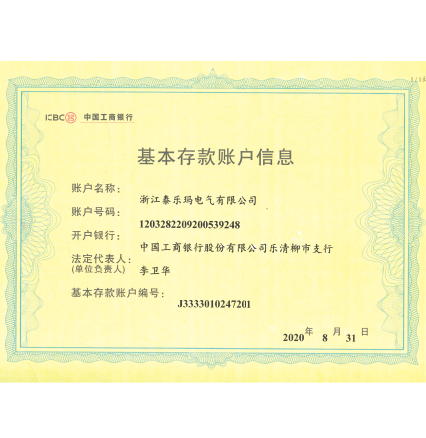 ICBC 中国工商银行
基本存款账户信息
账户名称： 浙江泰乐玛电气有限公司
账户号码： 1203282209200539248
开户银行： 中国工商银行股份有限公司乐清柳市支行
法定代表人： 李卫华
(单位负责人)
基本存款账户编号： J3333010247201
2020 年 8 月 31 日